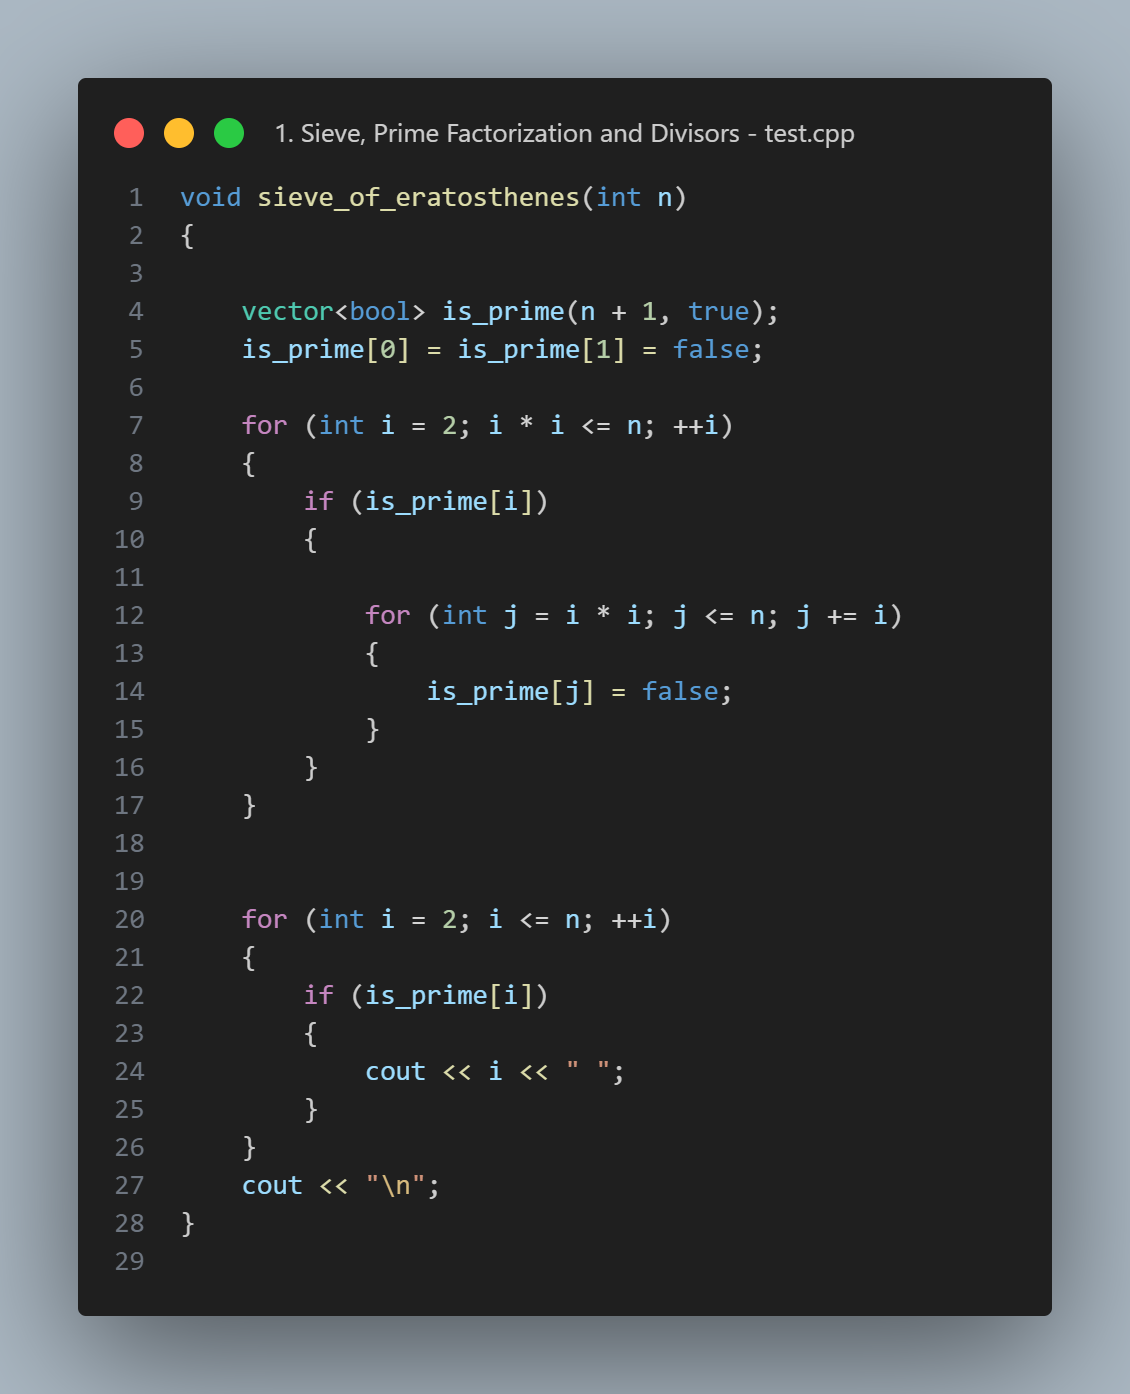 1. Sieve, Prime Factorization and Divisors - test.cpp
1 void sieve_of_eratosthenes(int n)
2 {
3
4     vector<bool> is_prime(n + 1, true);
5     is_prime[0] = is_prime[1] = false;
6
7     for (int i = 2; i * i <= n; ++i)
8     {
9         if (is_prime[i])
10         {
11
12             for (int j = i * i; j <= n; j += i)
13             {
14                 is_prime[j] = false;
15             }
16         }
17     }
18
19
20     for (int i = 2; i <= n; ++i)
21     {
22         if (is_prime[i])
23         {
24             cout << i << " ";
25         }
26     }
27     cout << "\n";
28 }
29